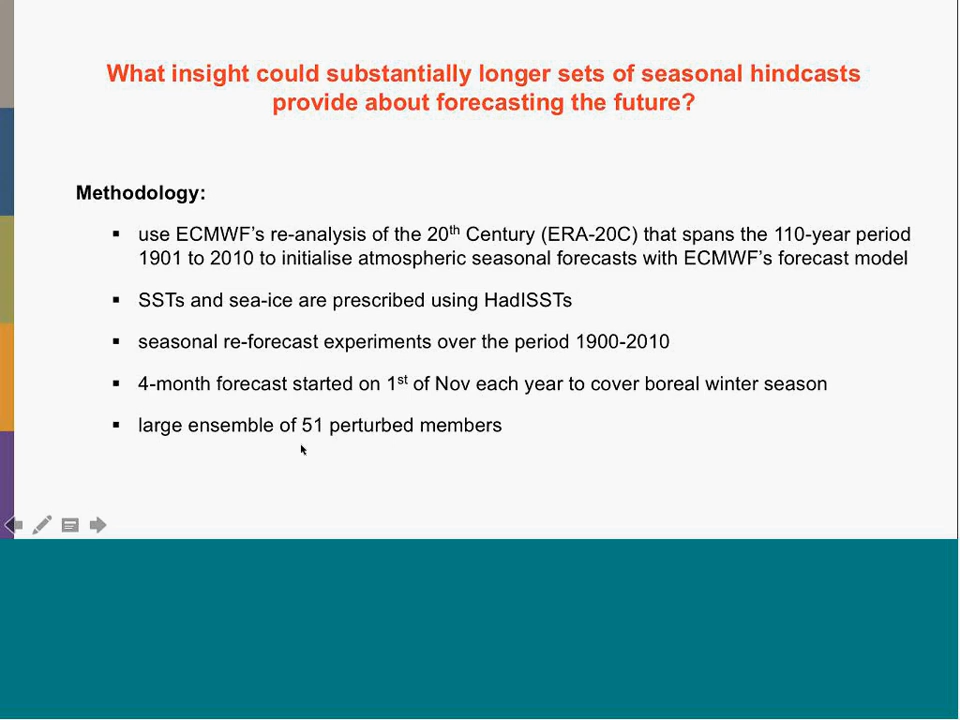 What insight could substantially longer sets of seasonal hindcasts
provide about forecasting the future?
Methodology:
▪ use ECMWF's re-analysis of the 20th Century (ERA-20C) that spans the 110-year period
1901 to 2010 to initialise atmospheric seasonal forecasts with ECMWF's forecast model
▪ SSTs and sea-ice are prescribed using HadISSTs
▪ seasonal re-forecast experiments over the period 1900-2010
▪ 4-month forecast started on 1st of Nov each year to cover boreal winter season
▪ large ensemble of 51 perturbed members